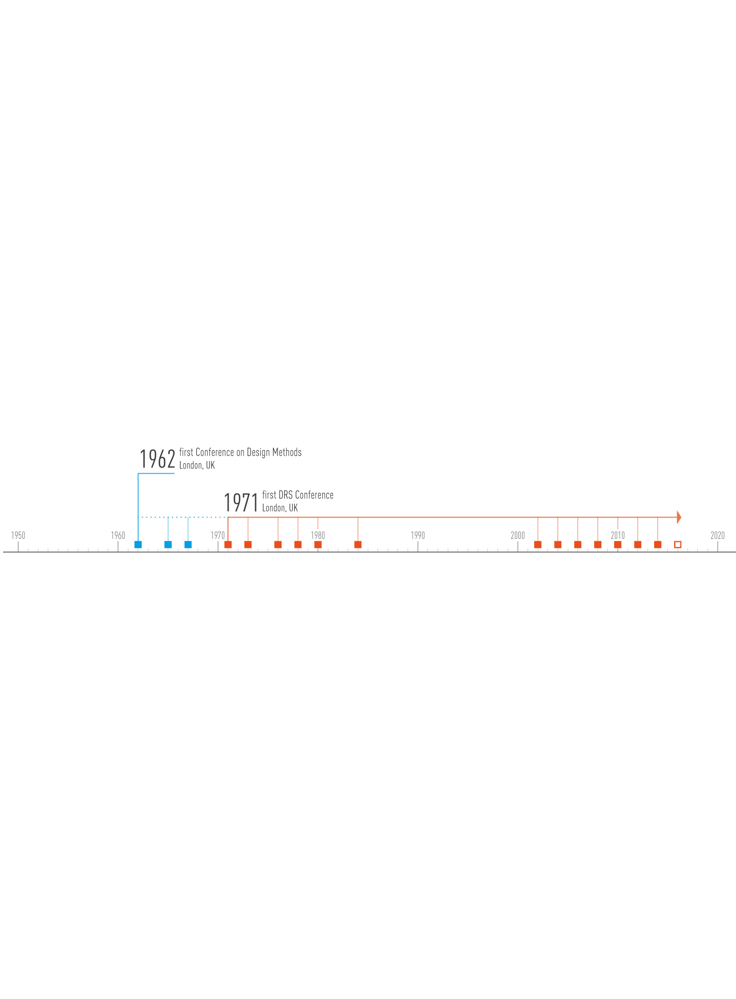 1962 first Conference on Design Methods
London, UK
1971 first DRS Conference
London, UK
1950 1960 1970 1980 1990 2000 2010 2020